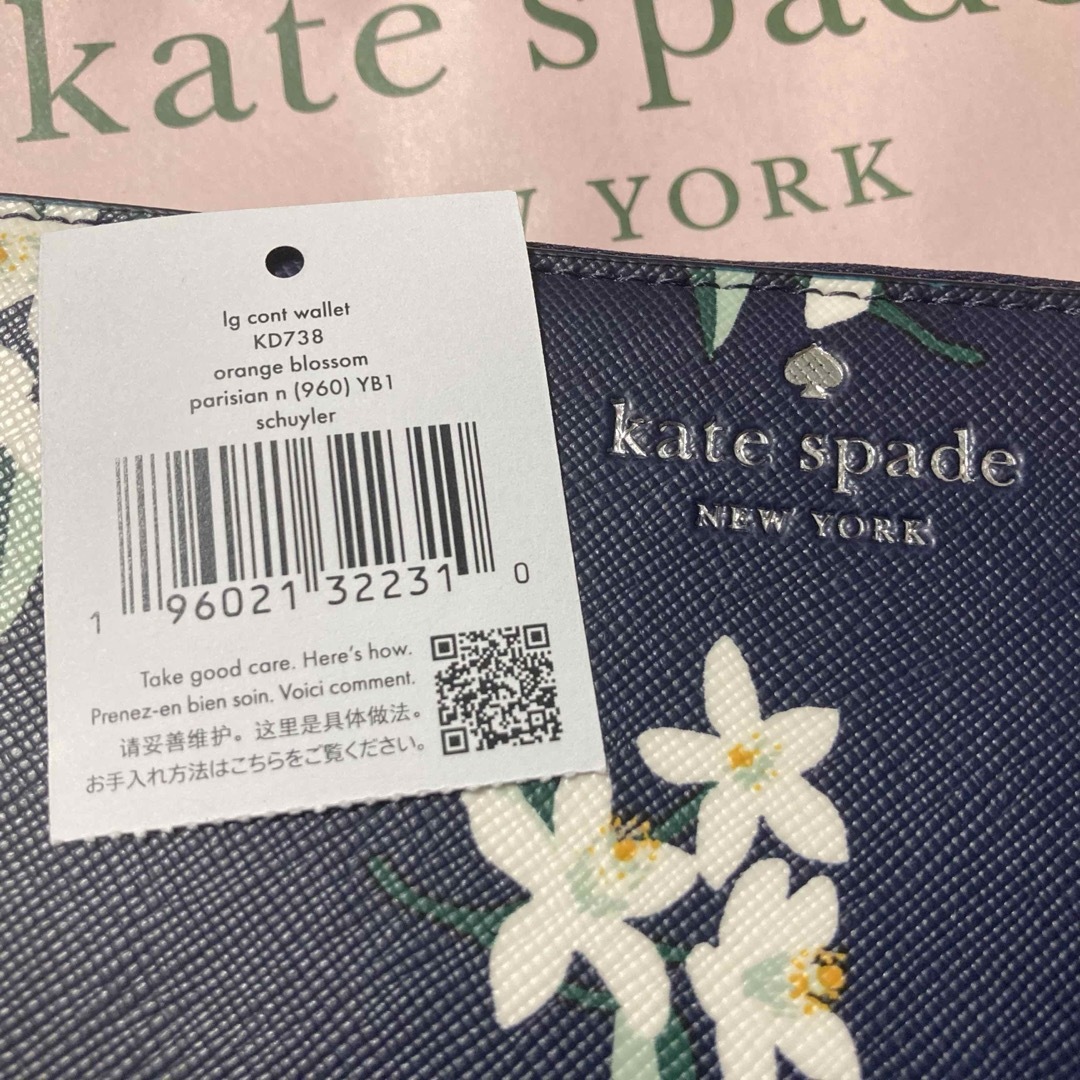 kate spade
NEW YORK
lg cont wallet
KD738
orange blossom
parisian n (960) YB1
schuyler
1 96021 32231 0
Take good care. Here's how.
Prenez-en bien soin. Voici comment.
请妥善维护。这里是具体做法。
お手入れ方法はこちらをご覧ください。
kate spade
NEW YORK